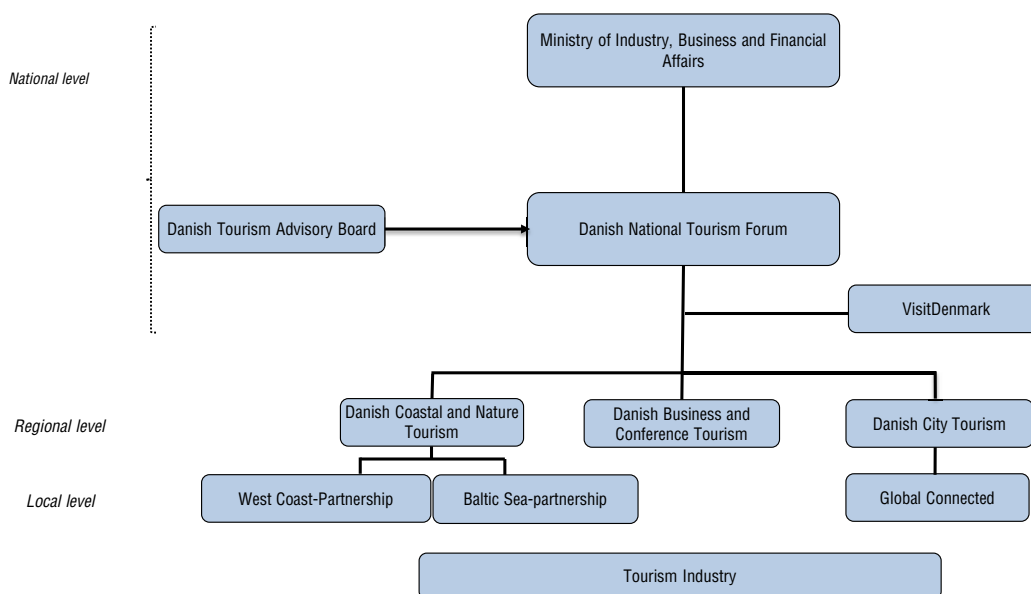 Ministry of Industry, Business and Financial
Affairs
National level
Danish Tourism Advisory Board
Danish National Tourism Forum
VisitDenmark
Regional level
Danish Coastal and Nature
Tourism
Danish Business and
Conference Tourism
Danish City Tourism
Local level
West Coast-Partnership
Baltic Sea-partnership
Global Connected
Tourism Industry